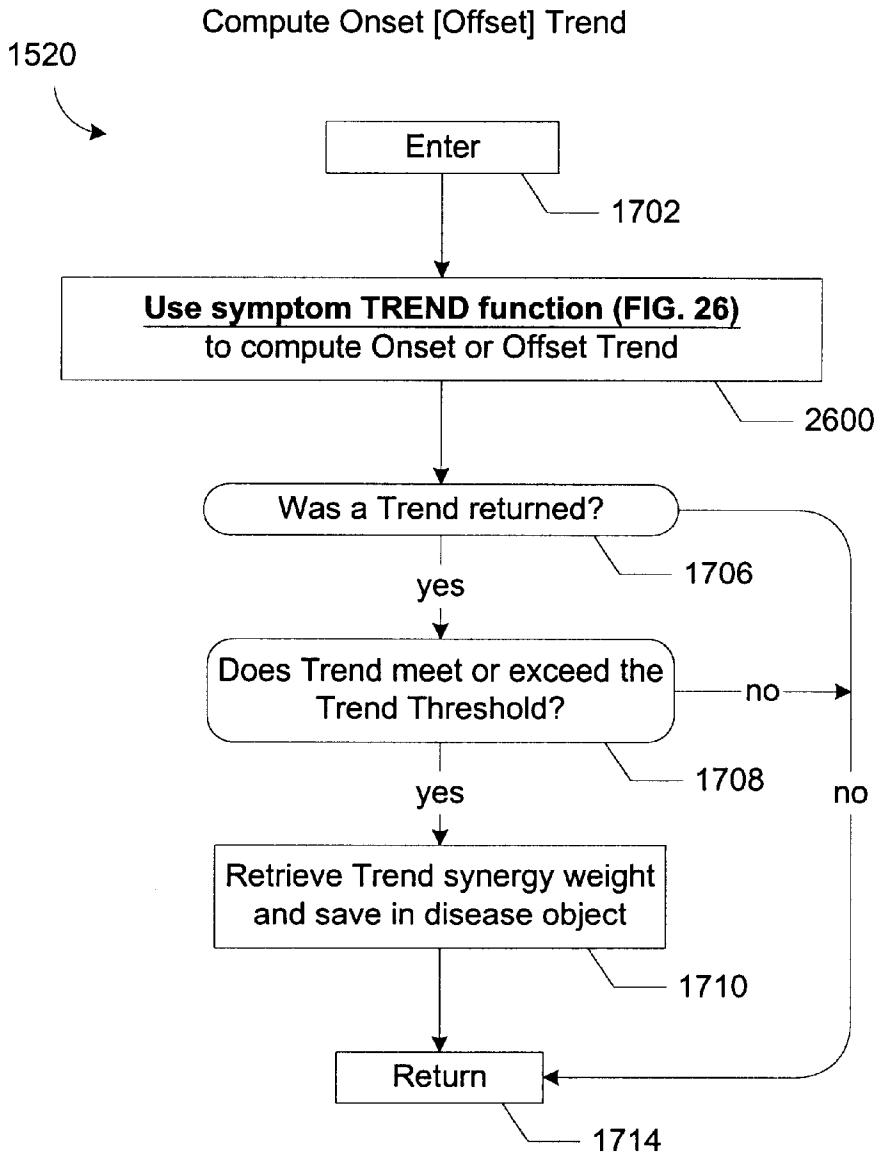 Compute Onset [Offset] Trend
1520
Enter
1702
Use symptom TREND function (FIG. 26)
to compute Onset or Offset Trend
2600
Was a Trend returned?
1706
yes
Does Trend meet or exceed the
Trend Threshold?
no
1708
yes
no
Retrieve Trend synergy weight
and save in disease object
1710
Return
1714